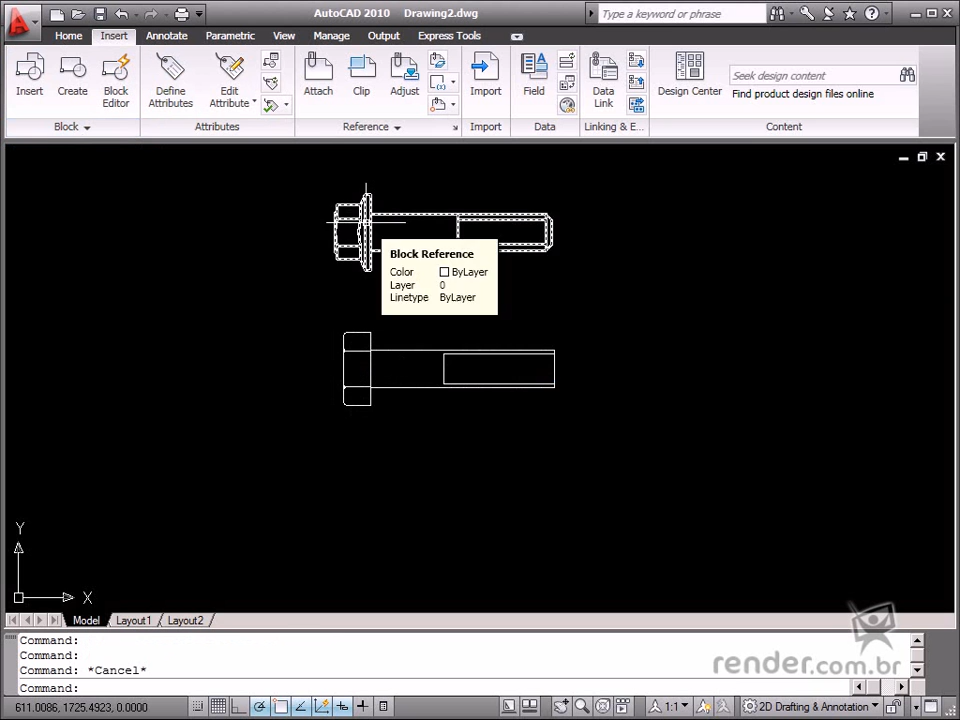 AutoCAD 2010 Drawing2.dwg
Type a keyword or phrase
Home Insert Annotate Parametric View Manage Output Express Tools
Insert Create Block Editor Define Attributes Edit Attribute Attach Clip Adjust Import Field Data Link Design Center
Seek design content
Find product design files online
Block Attributes Reference Import Data Linking & E... Content
Block Reference
Color ByLayer
Layer 0
Linetype ByLayer
Y
X
Model Layout1 Layout2
Command:
Command:
Command: *Cancel*
Command:
render.com.br
611.0086, 1725.4923, 0.0000 1:1 2D Drafting & Annotation